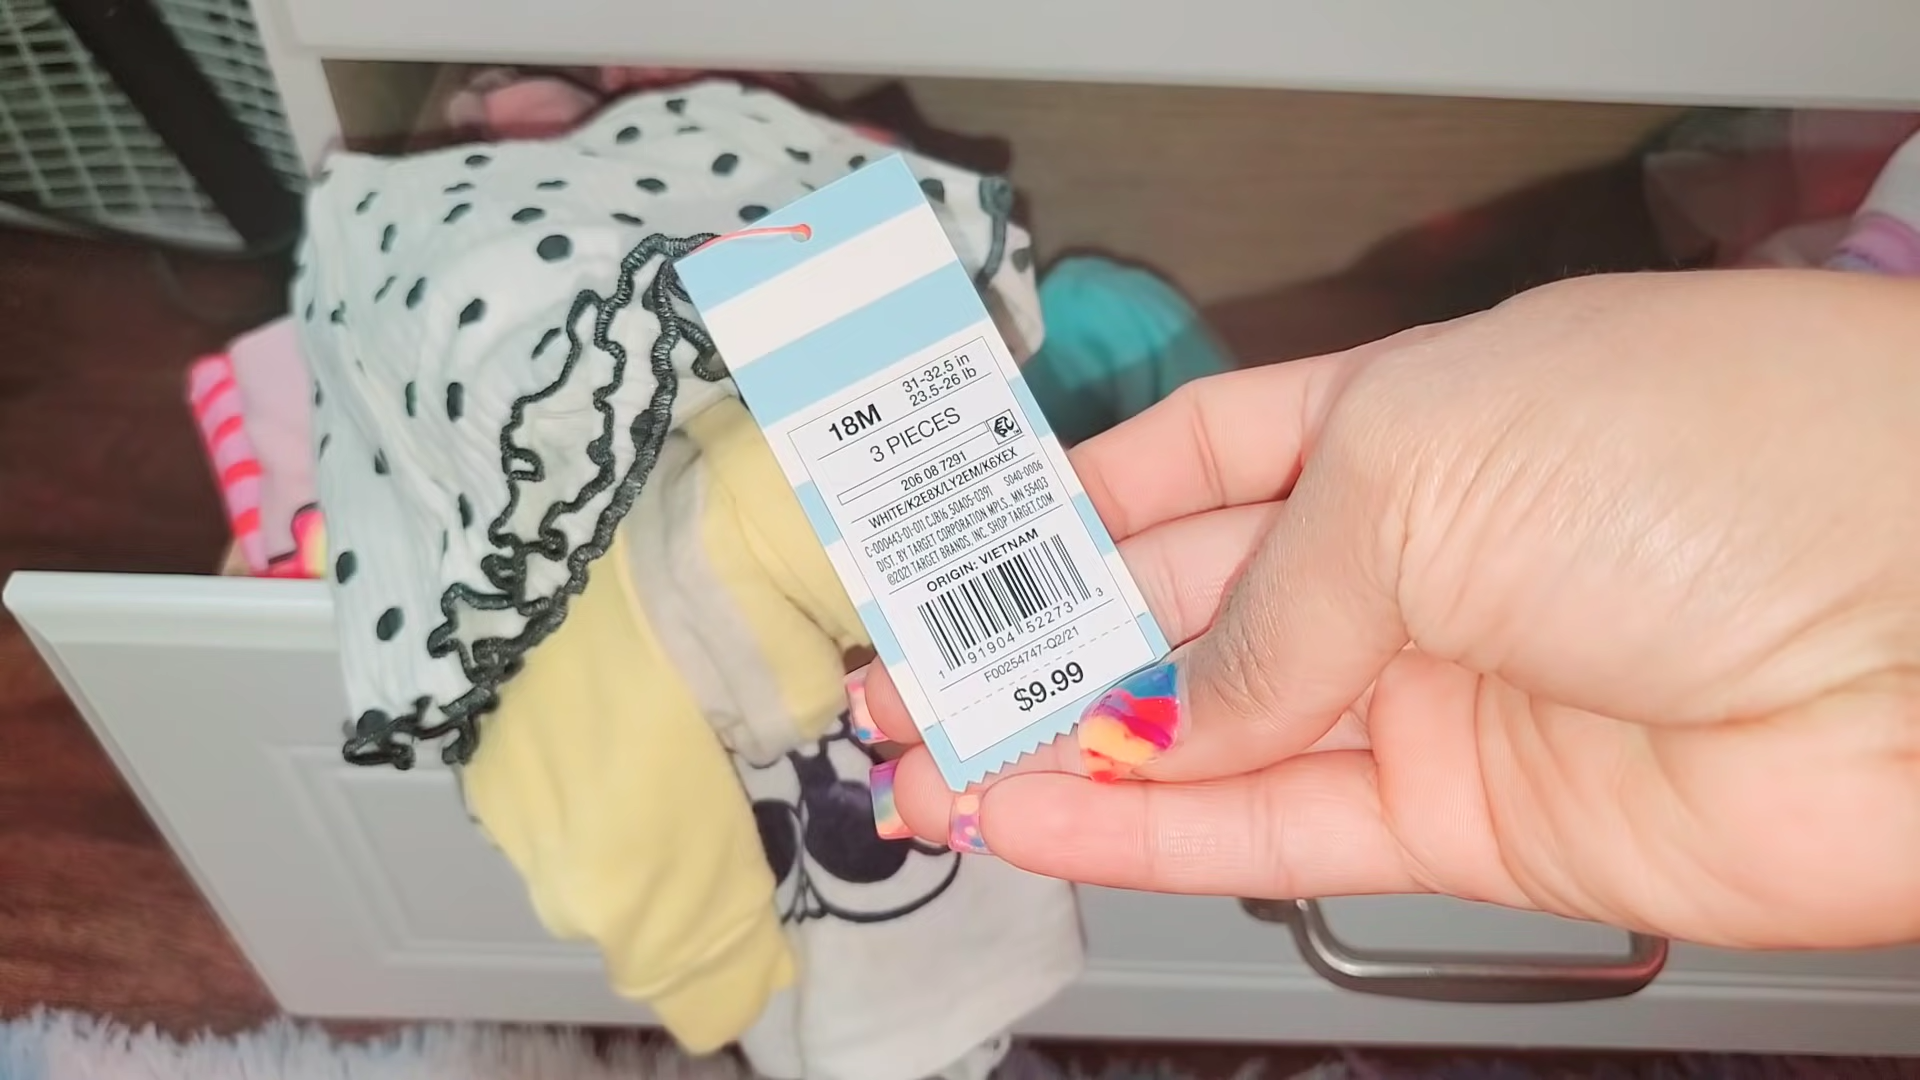 18M
31-32.5 in
23.5-26 lb
3 PIECES
206 08 7291
WHITE/K2E8X/LY2EM/K6XEX
C-000443-01-011 CJB16 50A05-0391 S040-0006
DIST. BY TARGET CORPORATION MPLS., MN 55403
©2021 TARGET BRANDS, INC. SHOP TARGET.COM
ORIGIN: VIETNAM
1 91904 52273 3
F00254747-Q2/21
$9.99